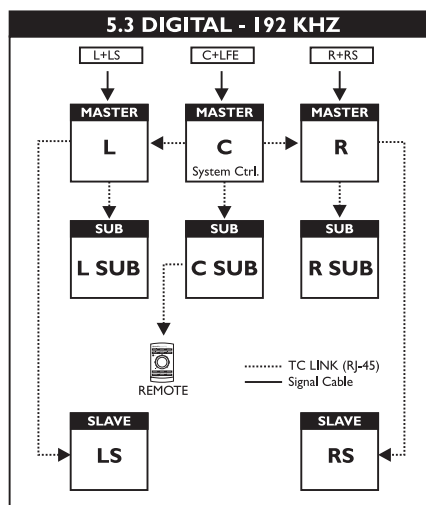 5.3 DIGITAL - 192 KHZ
L+LS
C+LFE
R+RS
MASTER
L
MASTER
C
System Ctrl.
MASTER
R
SUB
L SUB
SUB
C SUB
SUB
R SUB
REMOTE
TC LINK (RJ-45)
Signal Cable
SLAVE
LS
SLAVE
RS